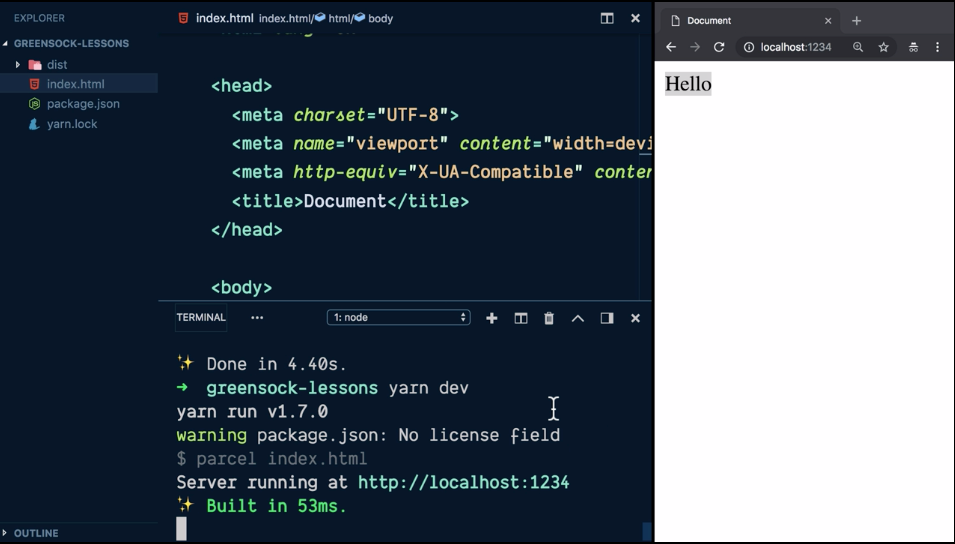 EXPLORER
GREENSOCK-LESSONS
dist
index.html
package.json
yarn.lock
OUTLINE
index.html index.html/ html/ body
<head>
<meta charset="UTF-8">
<meta name="viewport" content="width=devi
<meta http-equiv="X-UA-Compatible" conter
<title>Document</title>
</head>
<body>
TERMINAL ... 1: node
✨ Done in 4.40s.
➜ greensock-lessons yarn dev
yarn run v1.7.0
warning package.json: No license field
$ parcel index.html
Server running at http://localhost:1234
✨ Built in 53ms.
Document
localhost:1234
Hello